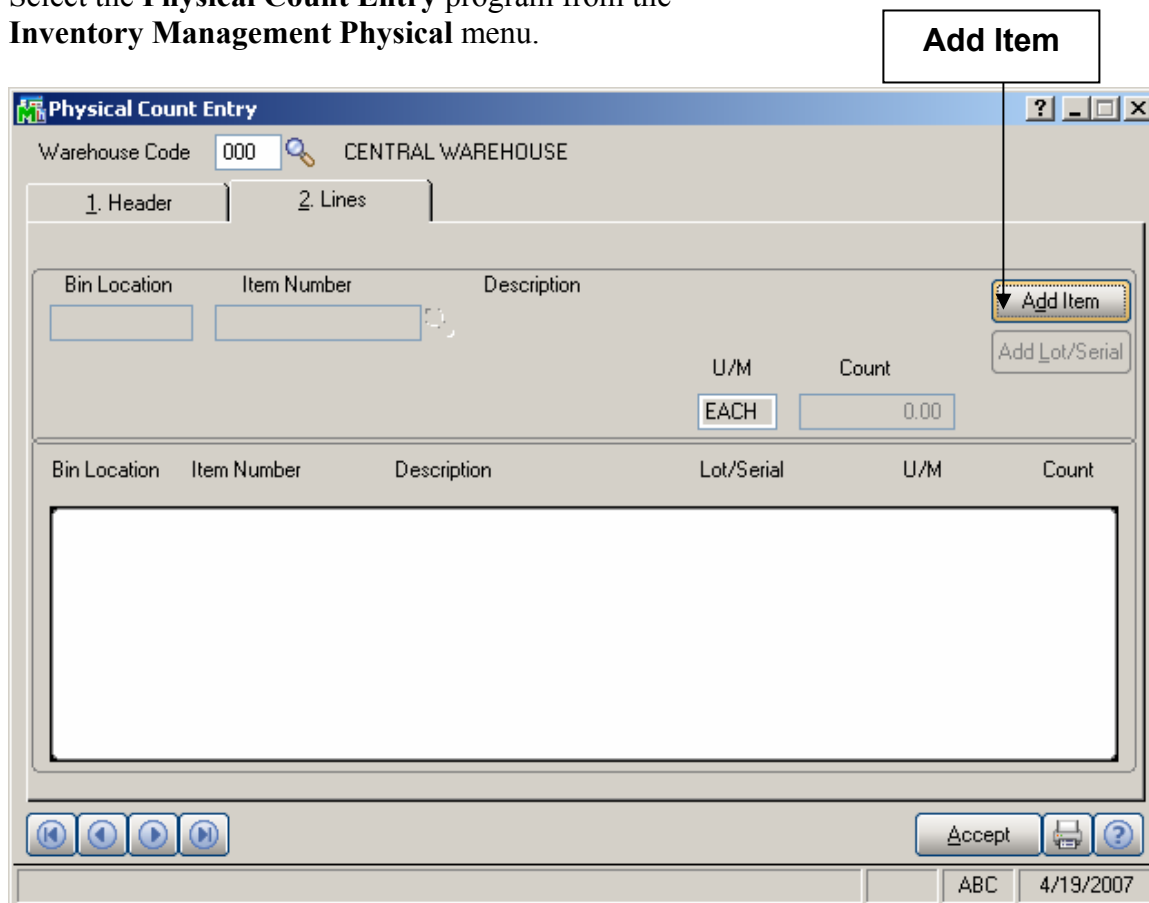 Select the Physical Count Entry program from the
Inventory Management Physical menu.
Add Item
Physical Count Entry
Warehouse Code 000 CENTRAL WAREHOUSE
1. Header 2. Lines
Bin Location Item Number Description
Add Item
Add Lot/Serial
U/M Count
EACH 0.00
Bin Location Item Number Description Lot/Serial U/M Count
Accept
ABC 4/19/2007